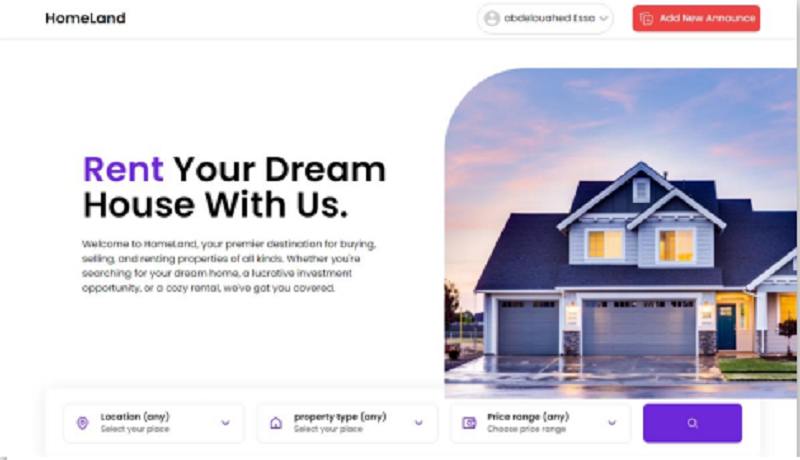 HomeLand
abdelouahed Essa
Add New Announce
Rent Your Dream
House With Us.
Welcome to HomeLand, your premier destination for buying,
selling, and renting properties of all kinds. Whether you're
searching for your dream home, a lucrative investment
opportunity, or a cozy rental, we've got you covered.
Location (any)
Select your place
property type (any)
Select your place
Price range (any)
Choose price range